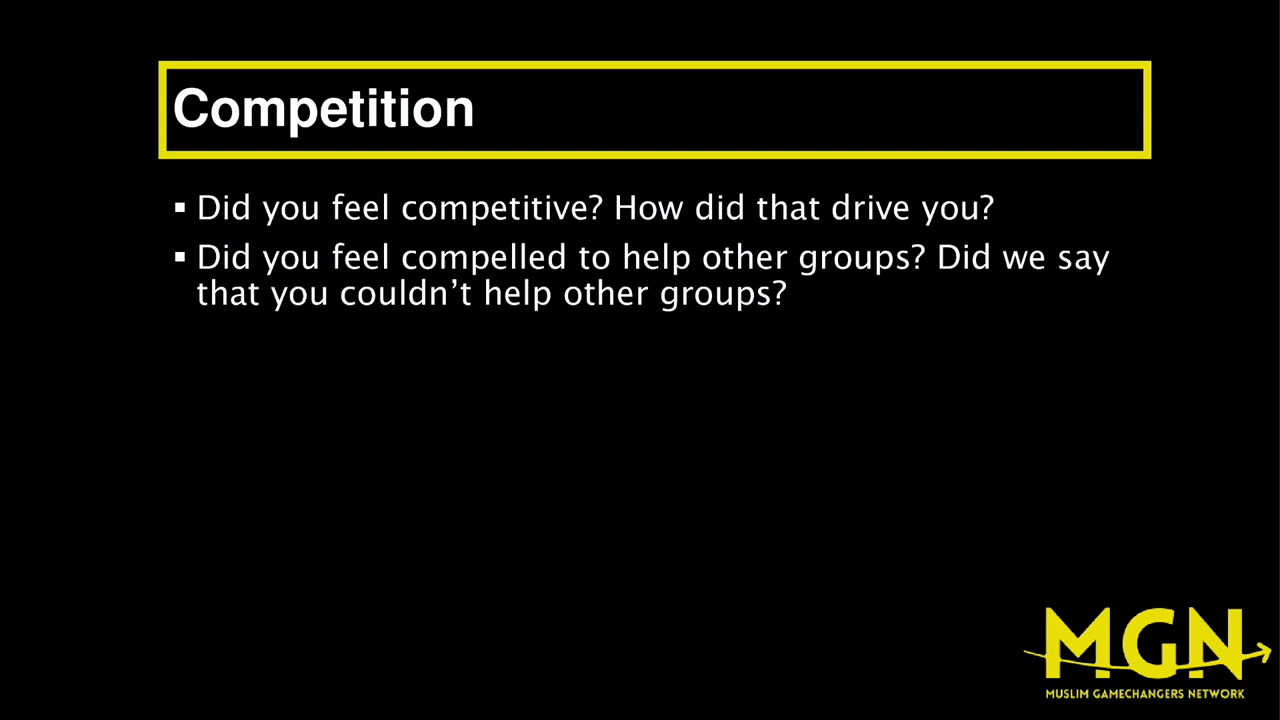 Competition
▪ Did you feel competitive? How did that drive you?
▪ Did you feel compelled to help other groups? Did we say
that you couldn’t help other groups?
MGN
MUSLIM GAMECHANGERS NETWORK